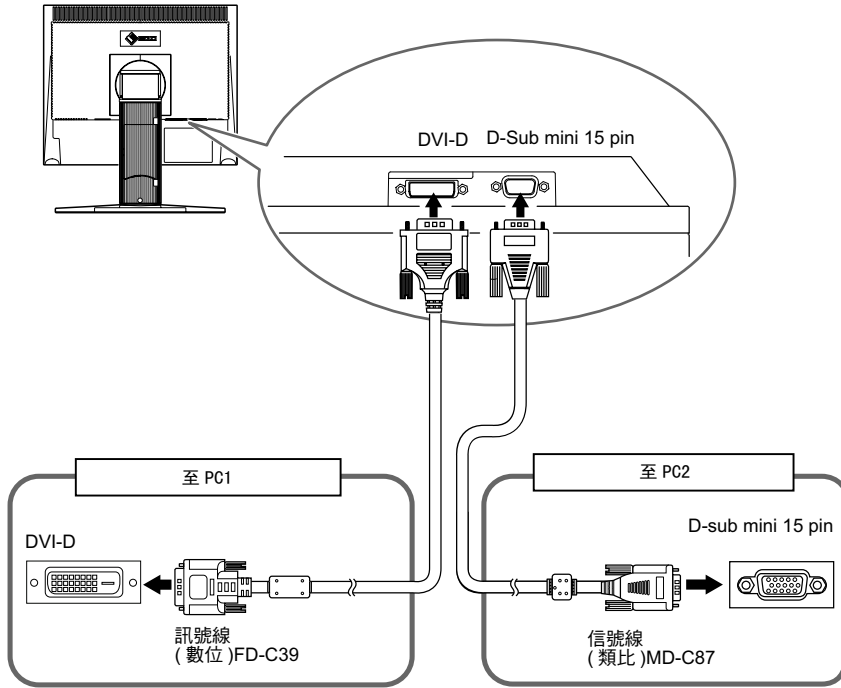 DVI-D
D-Sub mini 15 pin
至 PC1
至 PC2
DVI-D
D-sub mini 15 pin
訊號線
( 數位 )FD-C39
信號線
( 類比 )MD-C87